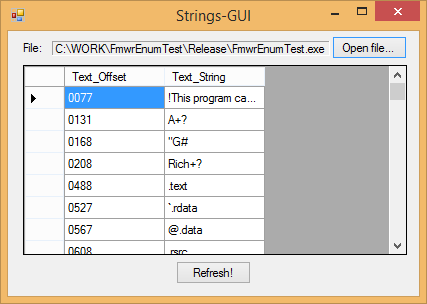 Strings-GUI
File: C:\WORK\FmwrEnumTest\Release\FmwrEnumTest.exe Open file...
Text_Offset Text_String
0077 !This program ca...
0131 A+?
0168 "G#
0208 Rich+?
0488 .text
0527 `.rdata
0567 @.data
0608 .rsrc
Refresh!